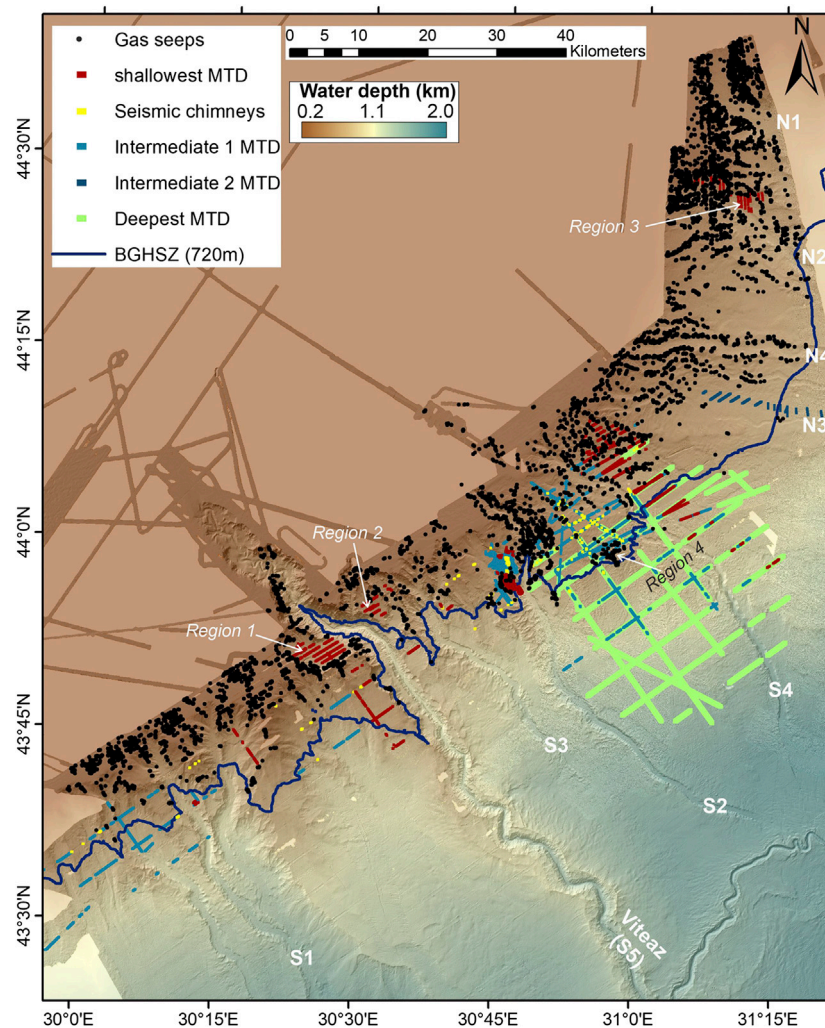 Gas seeps
shallowest MTD
Seismic chimneys
Intermediate 1 MTD
Intermediate 2 MTD
Deepest MTD
BGHSZ (720m)
0 5 10 20 30 40
Kilometers
Water depth (km)
0.2 1.1 2.0
N
N1
Region 3
N2
N4
N3
Region 2
Region 4
Region 1
S4
S3
S2
Viteaz
(S5)
S1
44°30'N
44°15'N
44°0'N
43°45'N
43°30'N
30°0'E 30°15'E 30°30'E 30°45'E 31°0'E 31°15'E